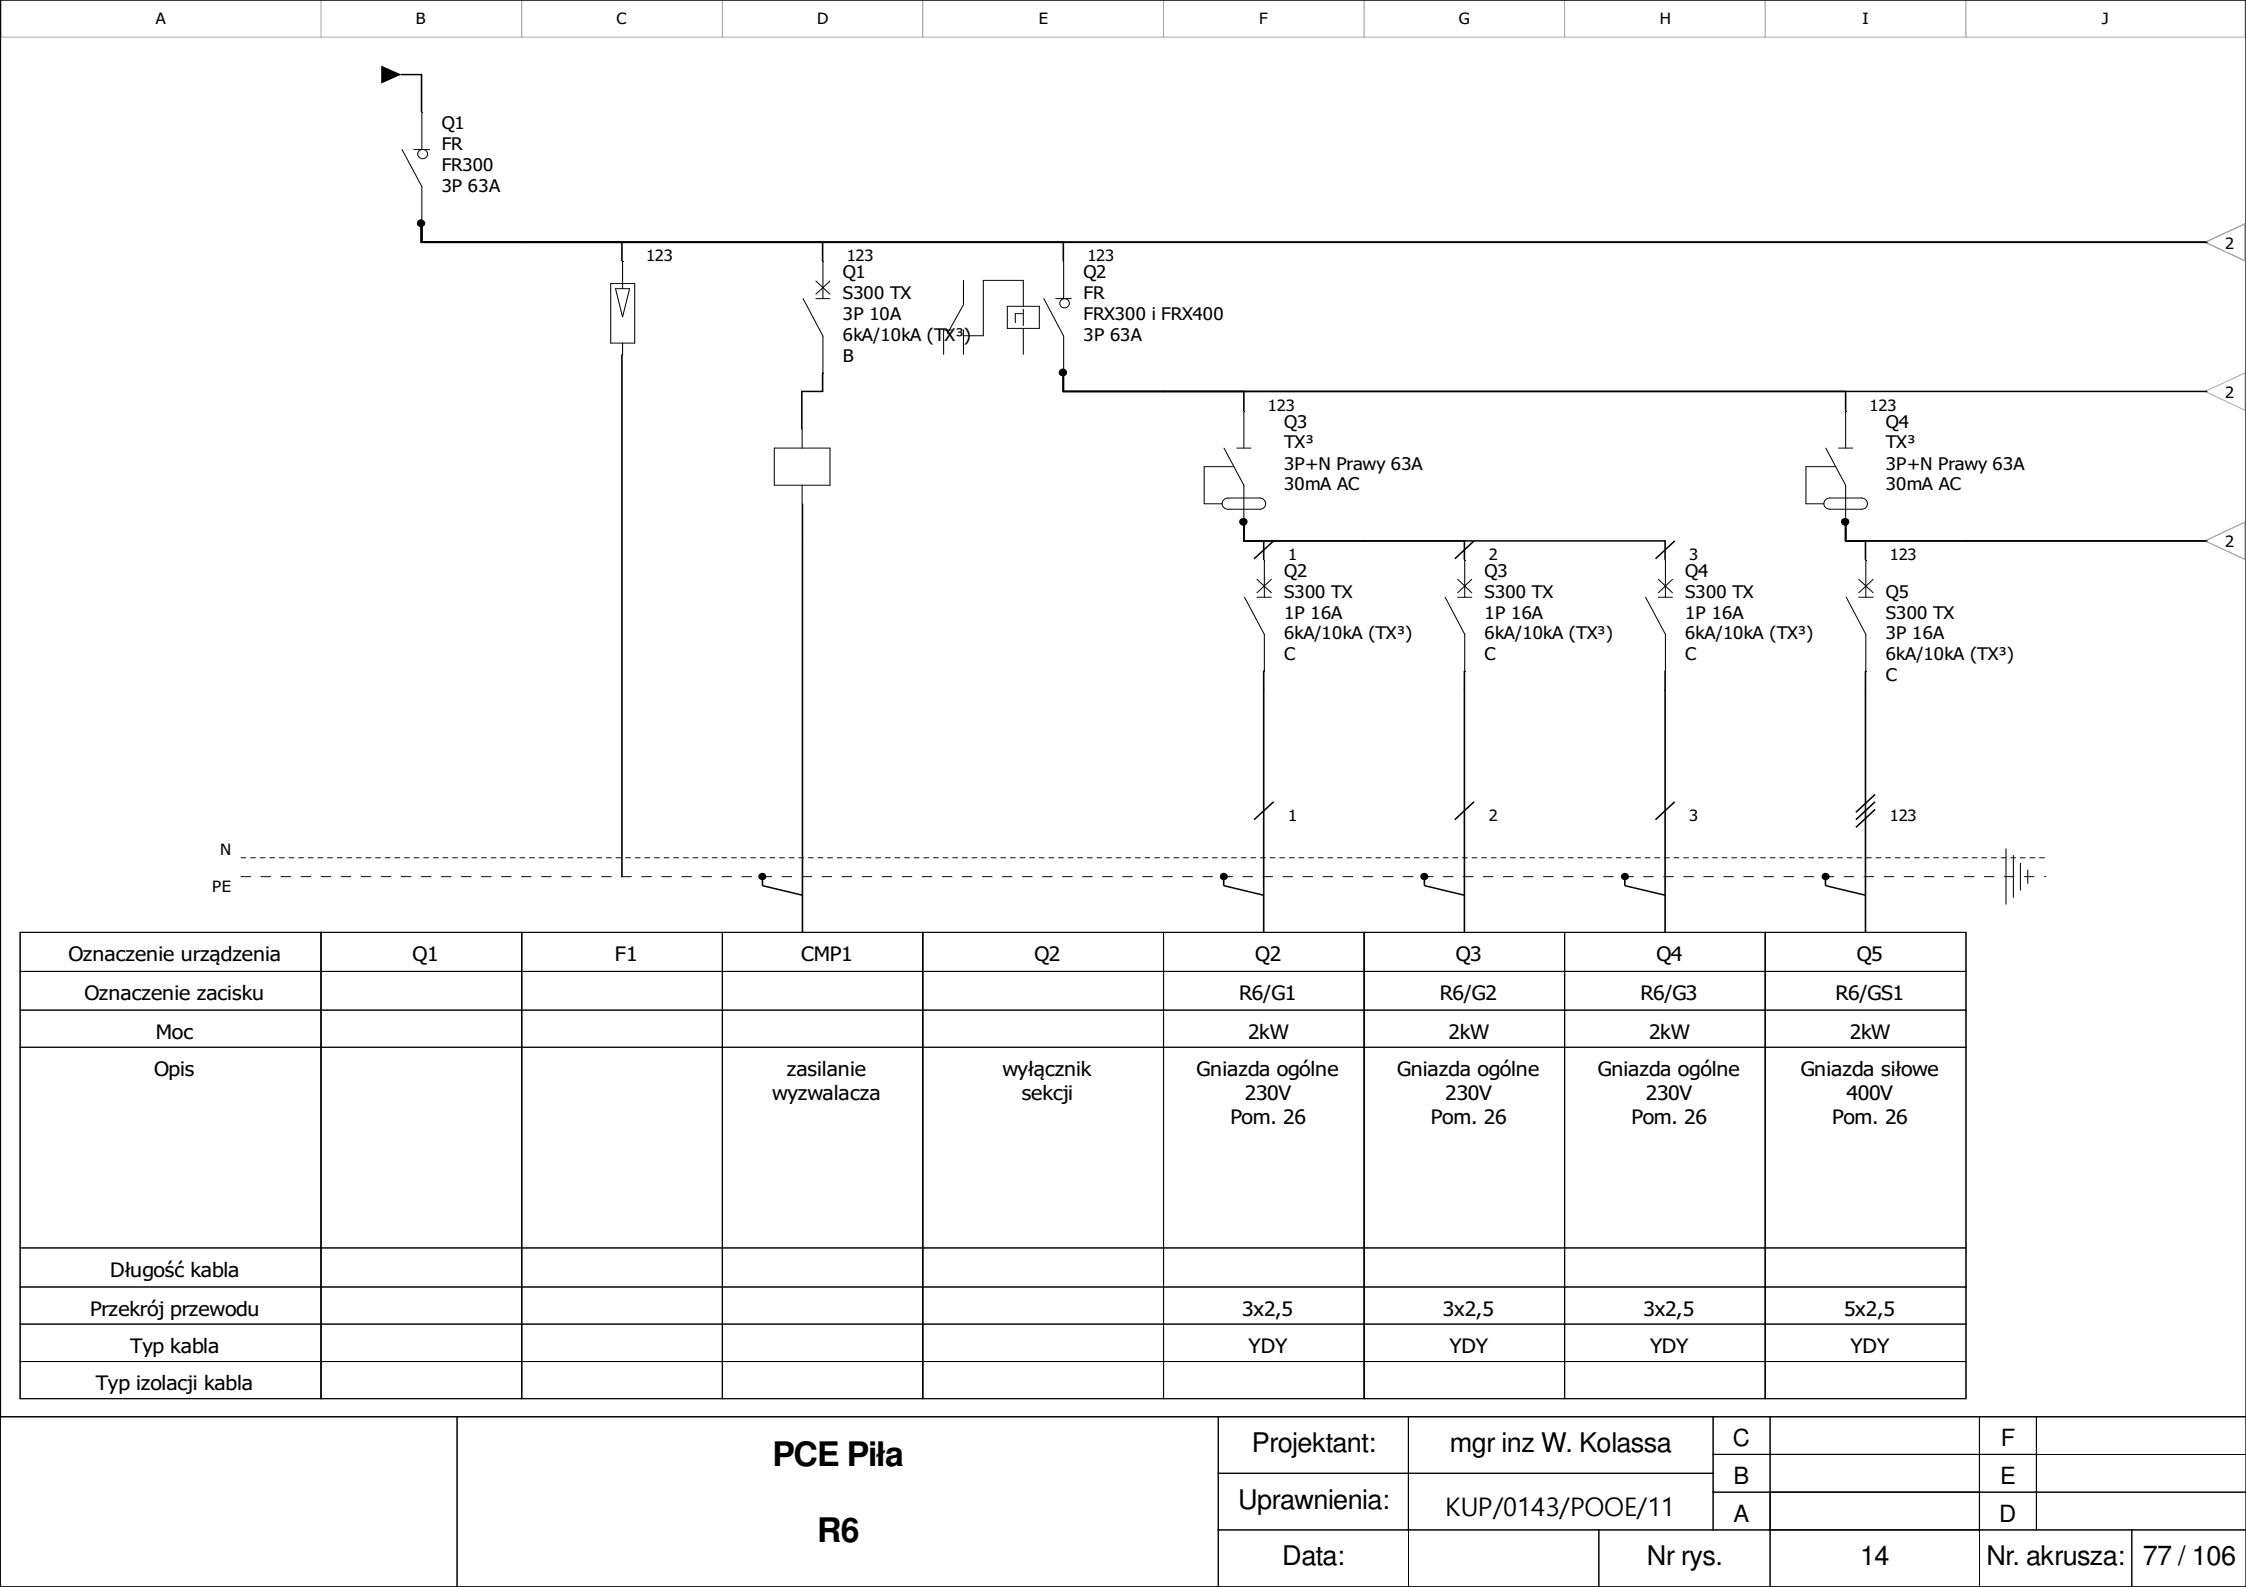 A B C D E F G H I J
Q1
FR
FR300
3P 63A
2
123
123
Q1
S300 TX
3P 10A
6kA/10kA (TX³)
B
123
Q2
FR
FRX300 i FRX400
3P 63A
2
123
Q3
TX³
3P+N Prawy 63A
30mA AC
123
Q4
TX³
3P+N Prawy 63A
30mA AC
2
1
Q2
S300 TX
1P 16A
6kA/10kA (TX³)
C
2
Q3
S300 TX
1P 16A
6kA/10kA (TX³)
C
3
Q4
S300 TX
1P 16A
6kA/10kA (TX³)
C
123
Q5
S300 TX
3P 16A
6kA/10kA (TX³)
C
1 2 3 123
N
PE
Oznaczenie urządzenia Q1 F1 CMP1 Q2 Q2 Q3 Q4 Q5
Oznaczenie zacisku R6/G1 R6/G2 R6/G3 R6/GS1
Moc 2kW 2kW 2kW 2kW
Opis zasilanie wyłącznik Gniazda ogólne Gniazda ogólne Gniazda ogólne Gniazda siłowe
wyzwalacza sekcji 230V 230V 230V 400V
Pom. 26 Pom. 26 Pom. 26 Pom. 26
Długość kabla
Przekrój przewodu 3x2,5 3x2,5 3x2,5 5x2,5
Typ kabla YDY YDY YDY YDY
Typ izolacji kabla
PCE Piła
R6
Projektant: mgr inz W. Kolassa
Uprawnienia: KUP/0143/POOE/11
C F
B E
A D
Data: Nr rys. 14 Nr. akrusza: 77 / 106